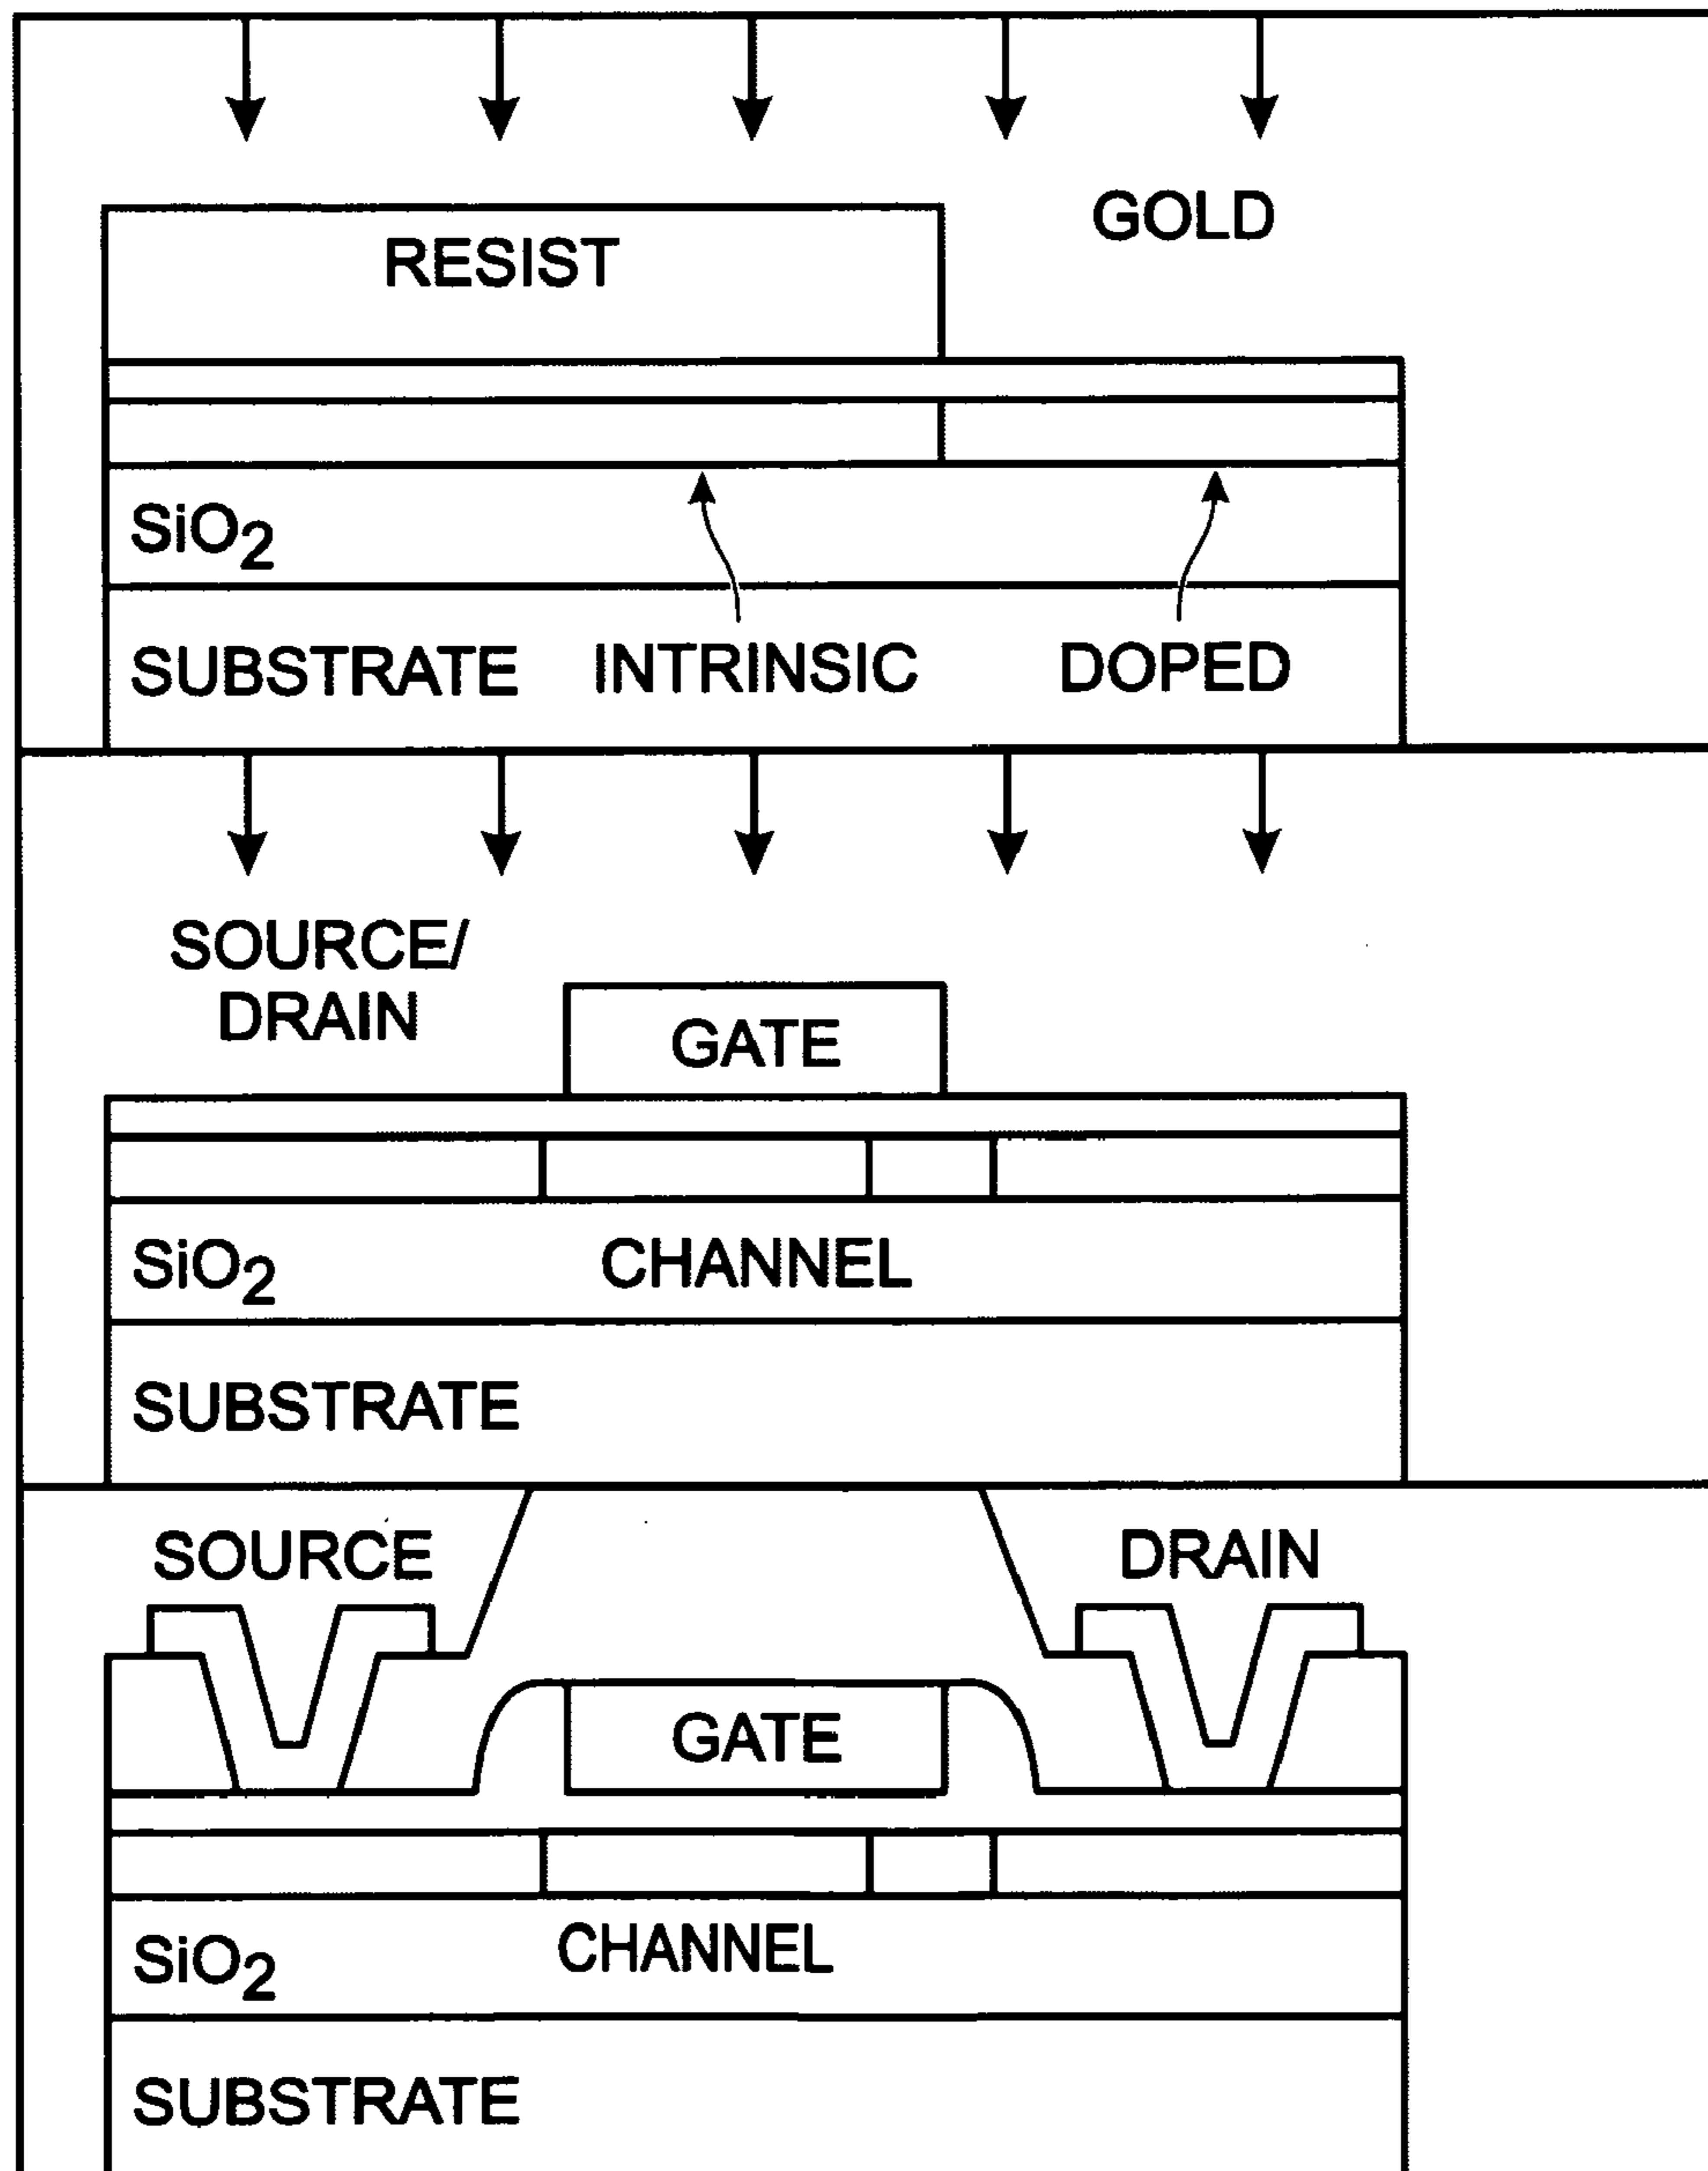 GOLD
RESIST
SiO2
SUBSTRATE INTRINSIC DOPED
SOURCE/
DRAIN
GATE
SiO2 CHANNEL
SUBSTRATE
SOURCE DRAIN
GATE
SiO2 CHANNEL
SUBSTRATE